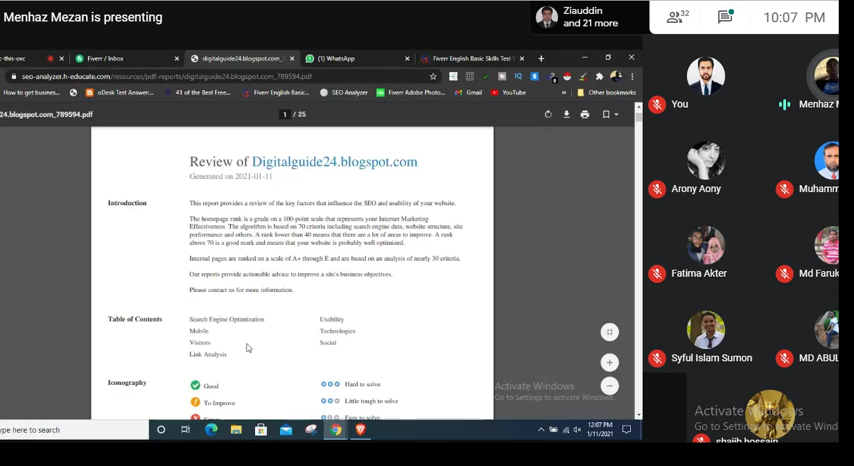 Menhaz Mezan is presenting
Ziauddin
and 21 more
32
10:07 PM
-this-ovc
Fiverr / Inbox
digitalguide24.blogspot.com_
WhatsApp
Fiverr English Basic Skills Test
seo-analyzer.h-educate.com/resources/pdf-reports/digitalguide24.blogspot.com_789594.pdf
How to get busines...
oDesk Test Answer...
41 of the Best Free...
Fiverr English Basic...
SEO Analyzer
Fiverr Adobe Photo...
Gmail
YouTube
Other bookmarks
24.blogspot.com_789594.pdf
1 / 25
Review of Digitalguide24.blogspot.com
Generated on 2021-01-11
Introduction
This report provides a review of the key factors that influence the SEO and usability of your website.
The homepage rank is a grade on a 100-point scale that represents your Internet Marketing
Effectiveness. The algorithm is based on 70 criteria including search engine data, website structure, site
performance and others. A rank lower than 40 means that there are a lot of areas to improve. A rank
above 70 is a good mark and means that your website is probably well optimized.
Internal pages are ranked on a scale of A+ through E and are based on an analysis of nearly 30 criteria.
Our reports provide actionable advice to improve a site's business objectives.
Please contact us for more information.
Table of Contents
Search Engine Optimization
Usability
Mobile
Technologies
Visitors
Social
Link Analysis
Iconography
Good
Hard to solve
To Improve
Little tough to solve
Easy to solve
Activate Windows
Go to Settings to activate Windows.
ype here to search
12:07 PM
1/11/2021
You
Menhaz M
Arony Aony
Muhamm
Fatima Akter
Md Faruk
Syful Islam Sumon
MD ABUL
Activate Windows
Go to Settings to activate Wind
shajib hossain